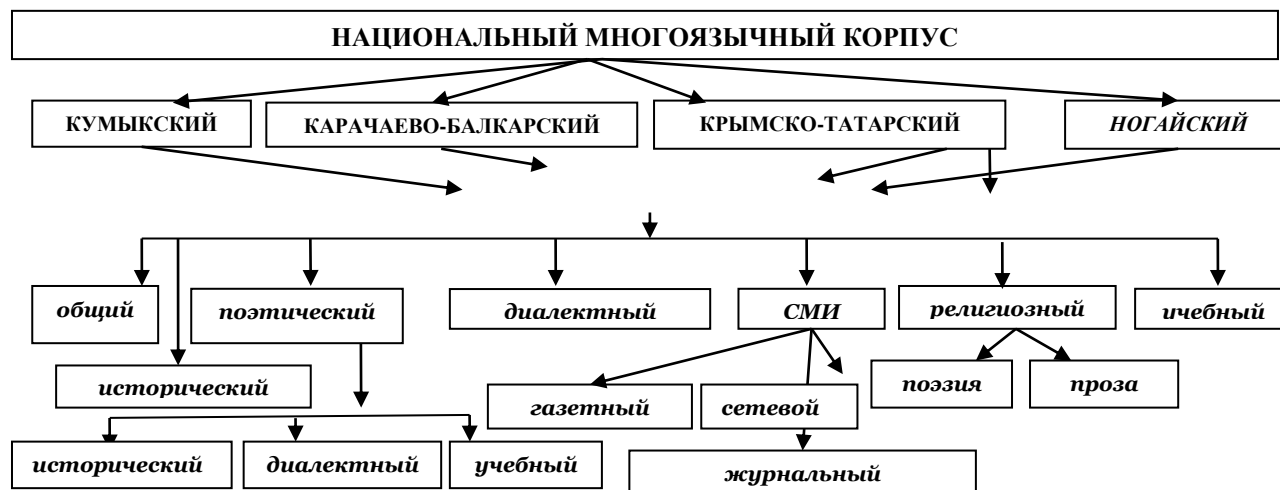 НАЦИОНАЛЬНЫЙ МНОГОЯЗЫЧНЫЙ КОРПУС
КУМЫКСКИЙ
КАРАЧАЕВО-БАЛКАРСКИЙ
КРЫМСКО-ТАТАРСКИЙ
НОГАЙСКИЙ
общий
поэтический
диалектный
СМИ
религиозный
учебный
исторический
газетный
сетевой
поэзия
проза
исторический
диалектный
учебный
журнальный